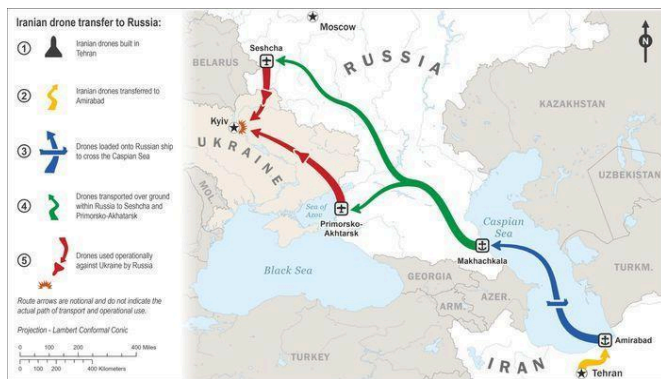 Iranian drone transfer to Russia:
1
Iranian drones built in
Tehran
2
Iranian drones transferred to
Amirabad
3
Drones loaded onto Russian ship
to cross the Caspian Sea
4
Drones transported over ground
within Russia to Seshcha and
Primorsko-Akhatarsk
5
Drones used operationally
against Ukraine by Russia
Route arrows are notional and do not indicate the
actual path of transport and operational use.
Projection - Lambert Conformal Conic
0 100 200 400 Miles
0 100 200 400 Kilometers
Moscow
N
Seshcha
RUSSIA
BELARUS
KAZAKHSTAN
Kyiv
UKRAINE
UZBEKISTAN
MOL.
Sea of
Azov
Primorsko-
Akhtarsk
Caspian
Sea
Makhachkala
TURKM.
Black Sea
GEORGIA
ARM.
AZER.
Amirabad
TURKEY
IRAN
Tehran